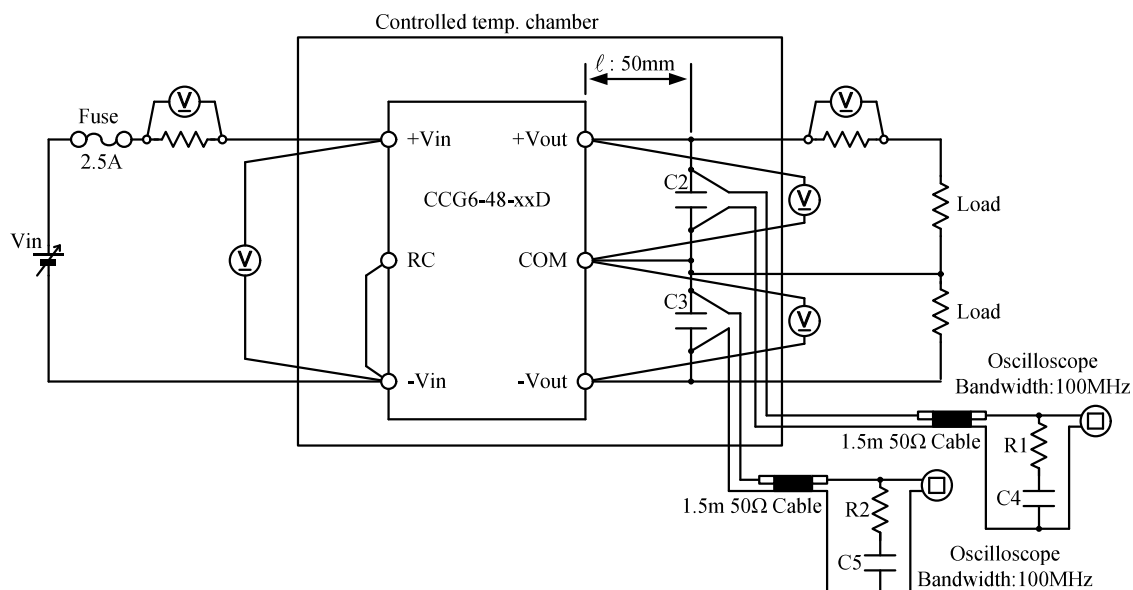 Controlled temp. chamber
ℓ : 50mm
V
V
Fuse
2.5A
+Vin
+Vout
CCG6-48-xxD
C2
V
Load
Vin
V
RC
COM
C3
V
Load
-Vin
-Vout
Oscilloscope
Bandwidth:100MHz
1.5m 50Ω Cable
R1
C4
1.5m 50Ω Cable
R2
C5
Oscilloscope
Bandwidth:100MHz